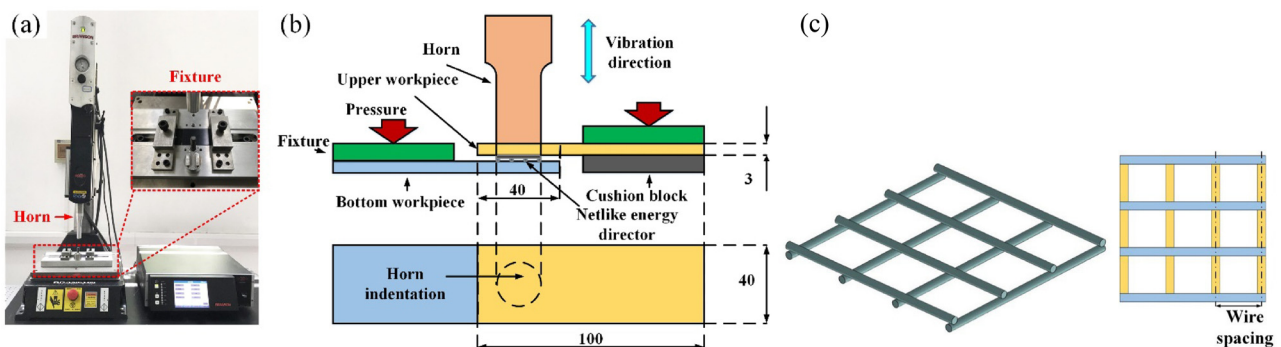 (a)
Fixture
Horn
(b)
Horn
Vibration
direction
Upper workpiece
Pressure
Fixture
40
3
Bottom workpiece
Cushion block
Netlike energy
director
Horn
indentation
40
100
(c)
Wire
spacing